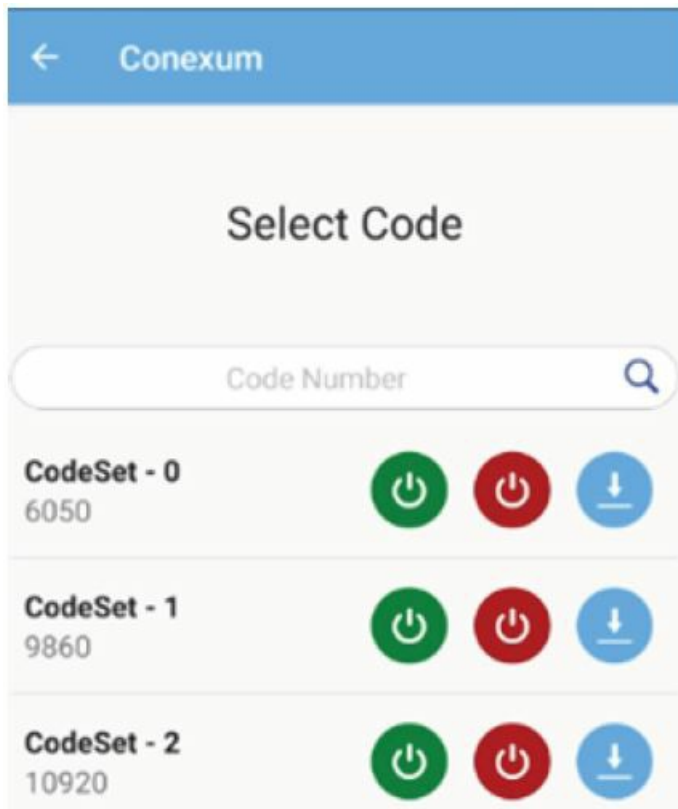 Conexum
Select Code
Code Number
CodeSet - 0
6050
CodeSet - 1
9860
CodeSet - 2
10920